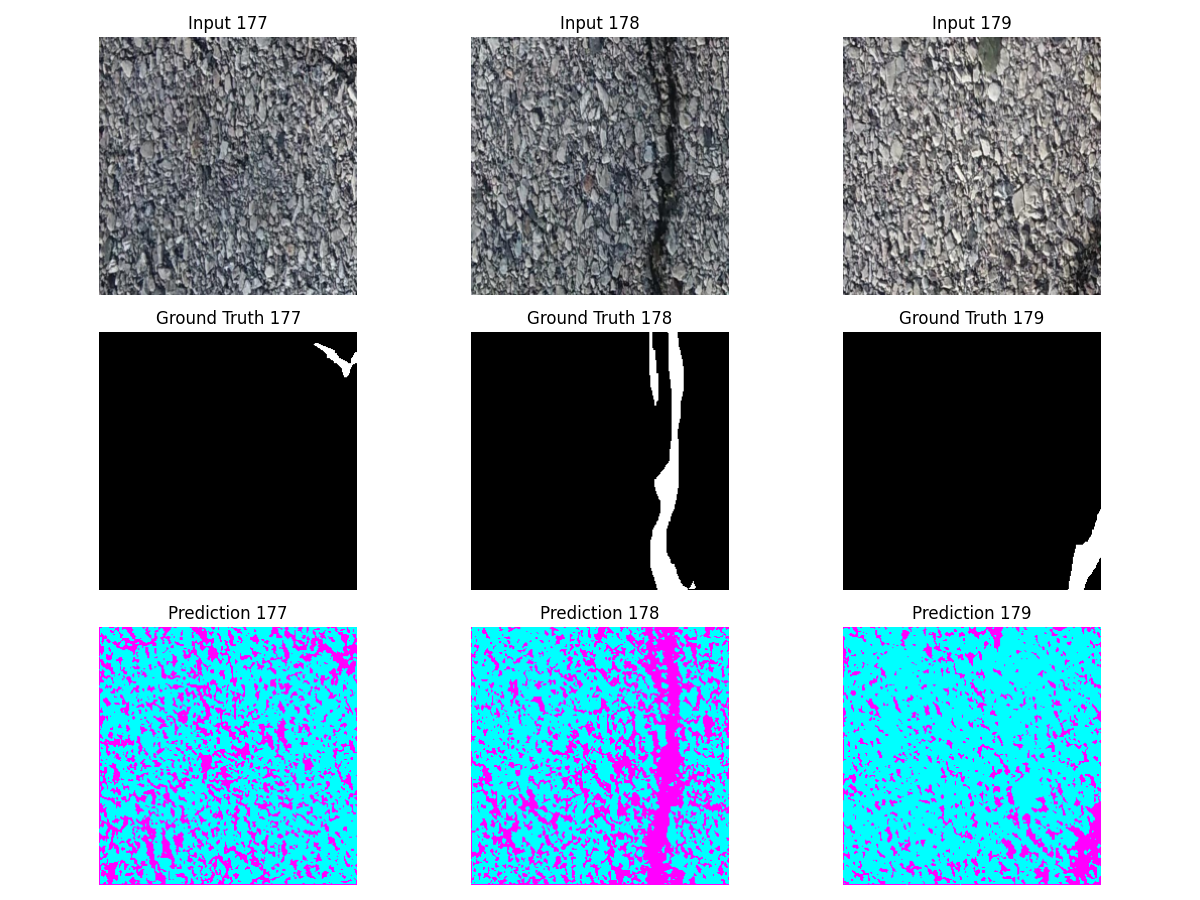 Input 177
Input 178
Input 179
Ground Truth 177
Ground Truth 178
Ground Truth 179
Prediction 177
Prediction 178
Prediction 179